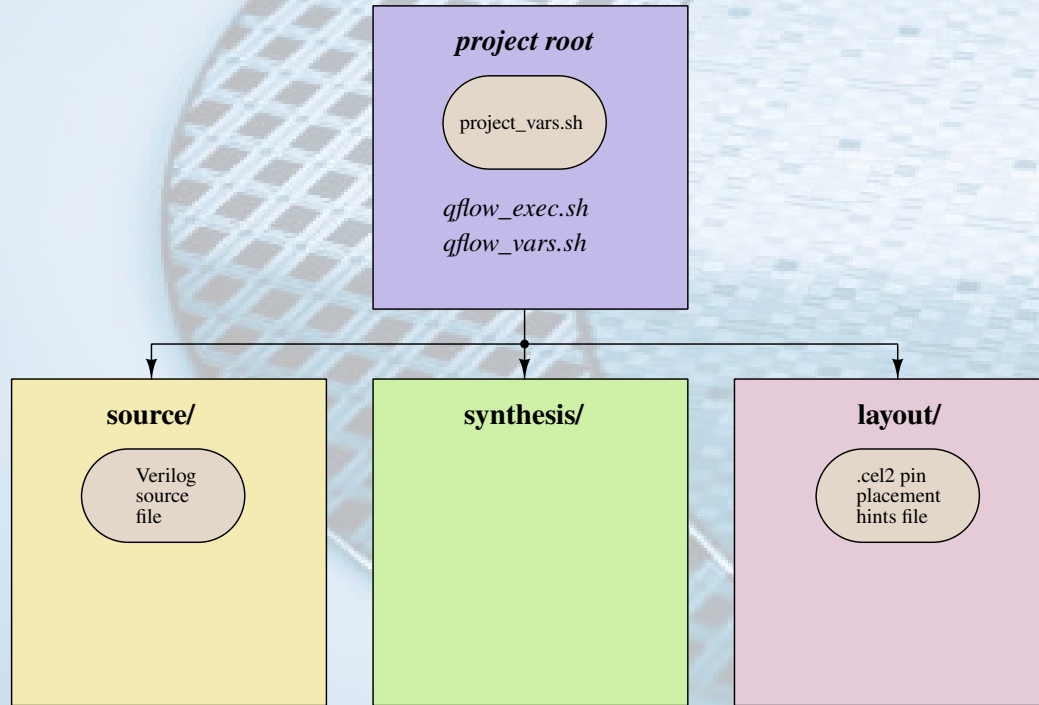 project root
project_vars.sh
qflow_exec.sh
qflow_vars.sh
source/
Verilog
source
file
synthesis/
layout/
.cel2 pin
placement
hints file